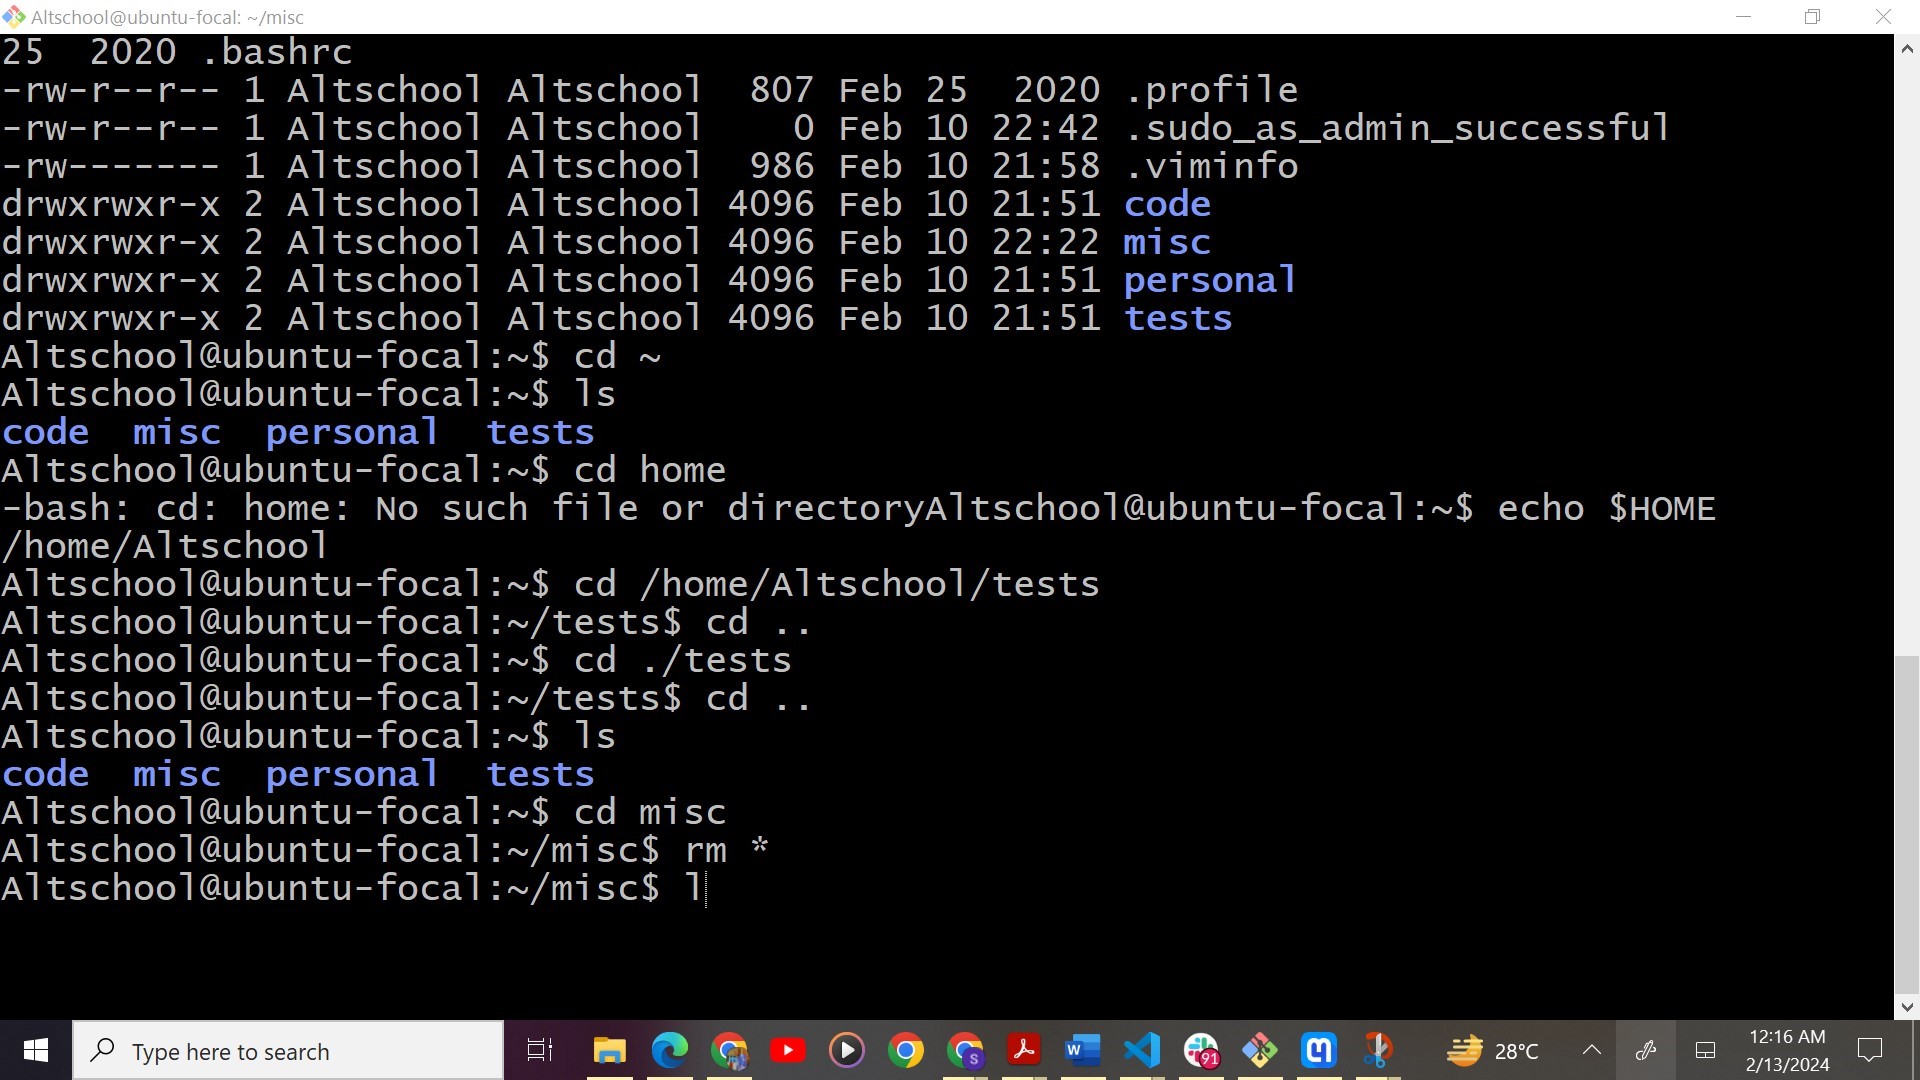 Altschool@ubuntu-focal: ~/misc
25  2020 .bashrc
-rw-r--r-- 1 Altschool Altschool  807 Feb 25  2020 .profile
-rw-r--r-- 1 Altschool Altschool    0 Feb 10 22:42 .sudo_as_admin_successful
-rw------- 1 Altschool Altschool  986 Feb 10 21:58 .viminfo
drwxrwxr-x 2 Altschool Altschool 4096 Feb 10 21:51 code
drwxrwxr-x 2 Altschool Altschool 4096 Feb 10 22:22 misc
drwxrwxr-x 2 Altschool Altschool 4096 Feb 10 21:51 personal
drwxrwxr-x 2 Altschool Altschool 4096 Feb 10 21:51 tests
Altschool@ubuntu-focal:~$ cd ~
Altschool@ubuntu-focal:~$ ls
code  misc  personal  tests
Altschool@ubuntu-focal:~$ cd home
-bash: cd: home: No such file or directoryAltschool@ubuntu-focal:~$ echo $HOME
/home/Altschool
Altschool@ubuntu-focal:~$ cd /home/Altschool/tests
Altschool@ubuntu-focal:~/tests$ cd ..
Altschool@ubuntu-focal:~$ cd ./tests
Altschool@ubuntu-focal:~/tests$ cd ..
Altschool@ubuntu-focal:~$ ls
code  misc  personal  tests
Altschool@ubuntu-focal:~$ cd misc
Altschool@ubuntu-focal:~/misc$ rm *
Altschool@ubuntu-focal:~/misc$ l
Type here to search
S
W
91
28°C
12:16 AM
2/13/2024